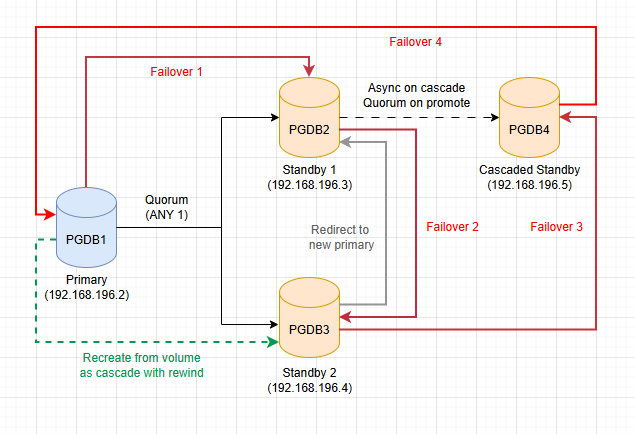 Failover 4
Failover 1
Async on cascade
Quorum on promote
PGDB2
PGDB4
Standby 1
(192.168.196.3)
Cascaded Standby
(192.168.196.5)
Quorum
(ANY 1)
PGDB1
Redirect to
new primary
Failover 2
Failover 3
Primary
(192.168.196.2)
PGDB3
Recreate from volume
as cascade with rewind
Standby 2
(192.168.196.4)